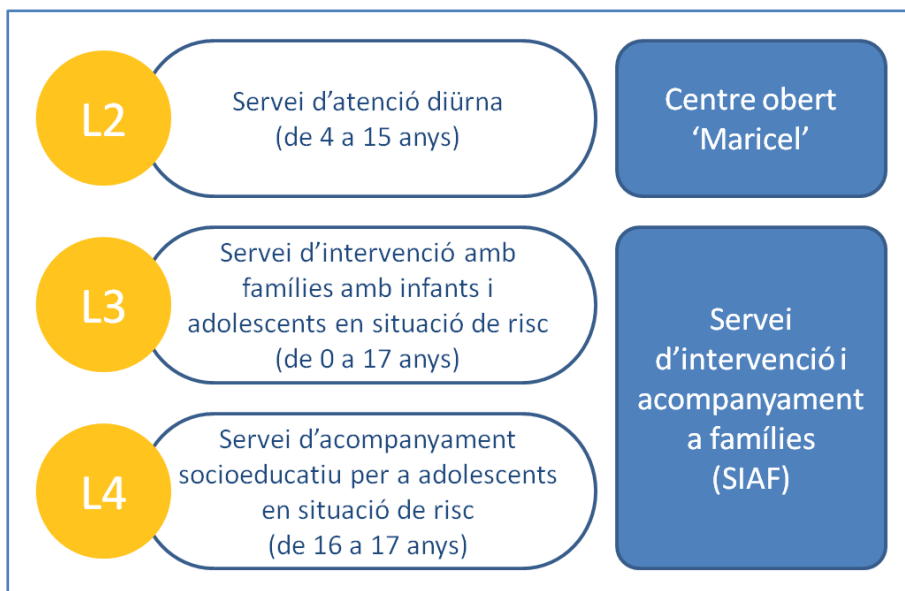 L2
Servei d'atenció diürna
(de 4 a 15 anys)
Centre obert
‘Maricel’
L3
Servei d’intervenció amb
famílies amb infants i
adolescents en situació de risc
(de 0 a 17 anys)
L4
Servei d’acompanyament
socioeducatiu per a adolescents
en situació de risc
(de 16 a 17 anys)
Servei
d’intervenció i
acompanyament
a famílies
(SIAF)